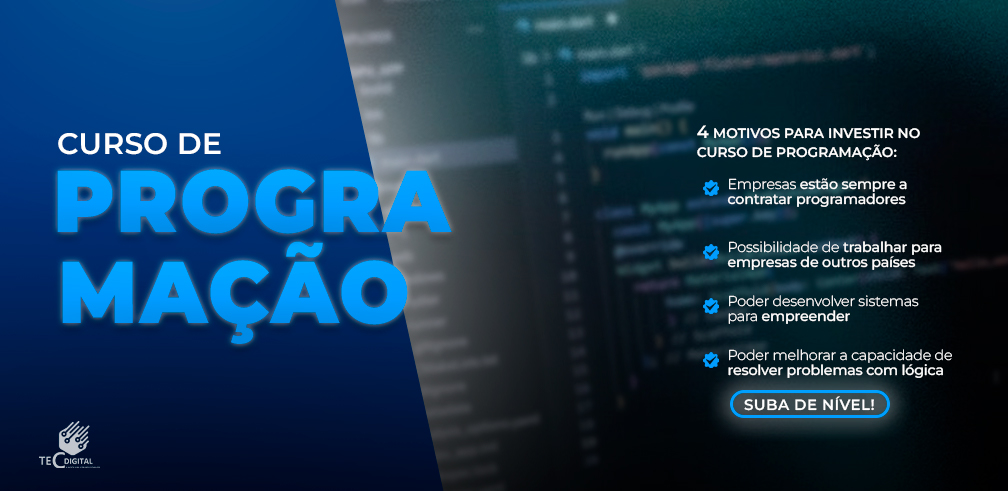 CURSO DE
PROGRA
MAÇÃO
4 MOTIVOS PARA INVESTIR NO
CURSO DE PROGRAMAÇÃO:
Empresas estão sempre a
contratar programadores
Possibilidade de trabalhar para
empresas de outros países
Poder desenvolver sistemas
para empreender
Poder melhorar a capacidade de
resolver problemas com lógica
SUBA DE NÍVEL!
TEC DIGITAL